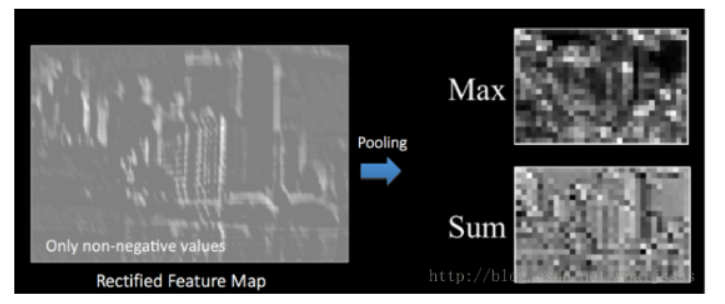 Max
Pooling
Sum
Only non-negative values
Rectified Feature Map